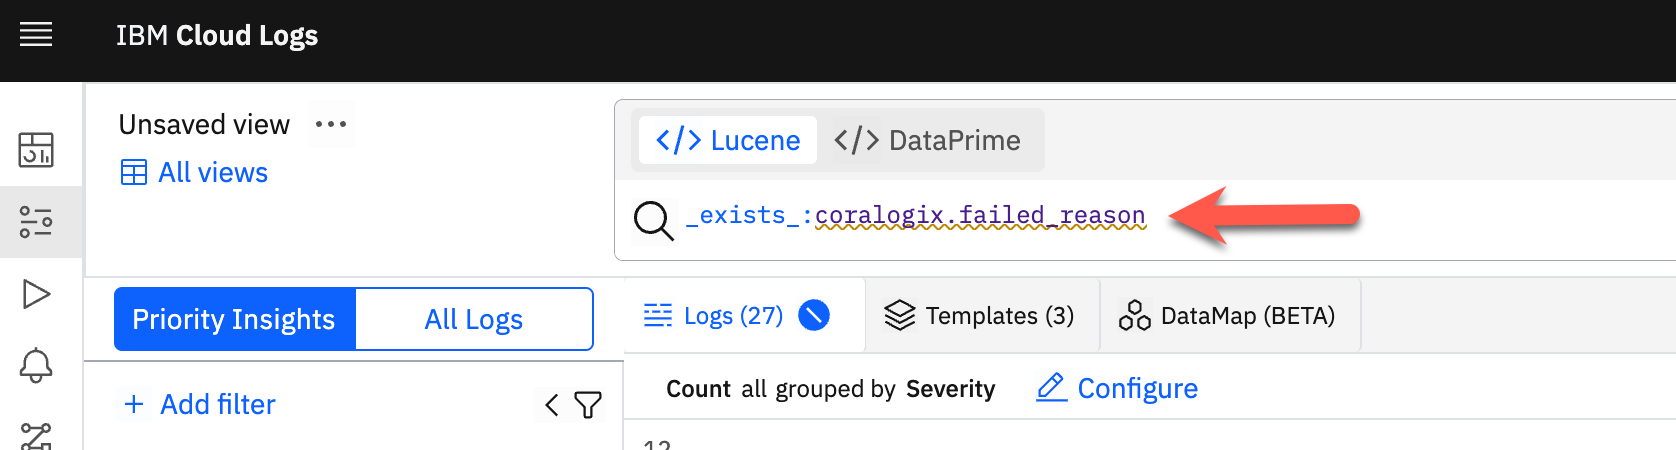 IBM Cloud Logs
Unsaved view ...
All views
</> Lucene </> DataPrime
_exists_:coralogix.failed_reason
Priority Insights All Logs
Logs (27) Templates (3) DataMap (BETA)
+ Add filter
Count all grouped by Severity Configure
12